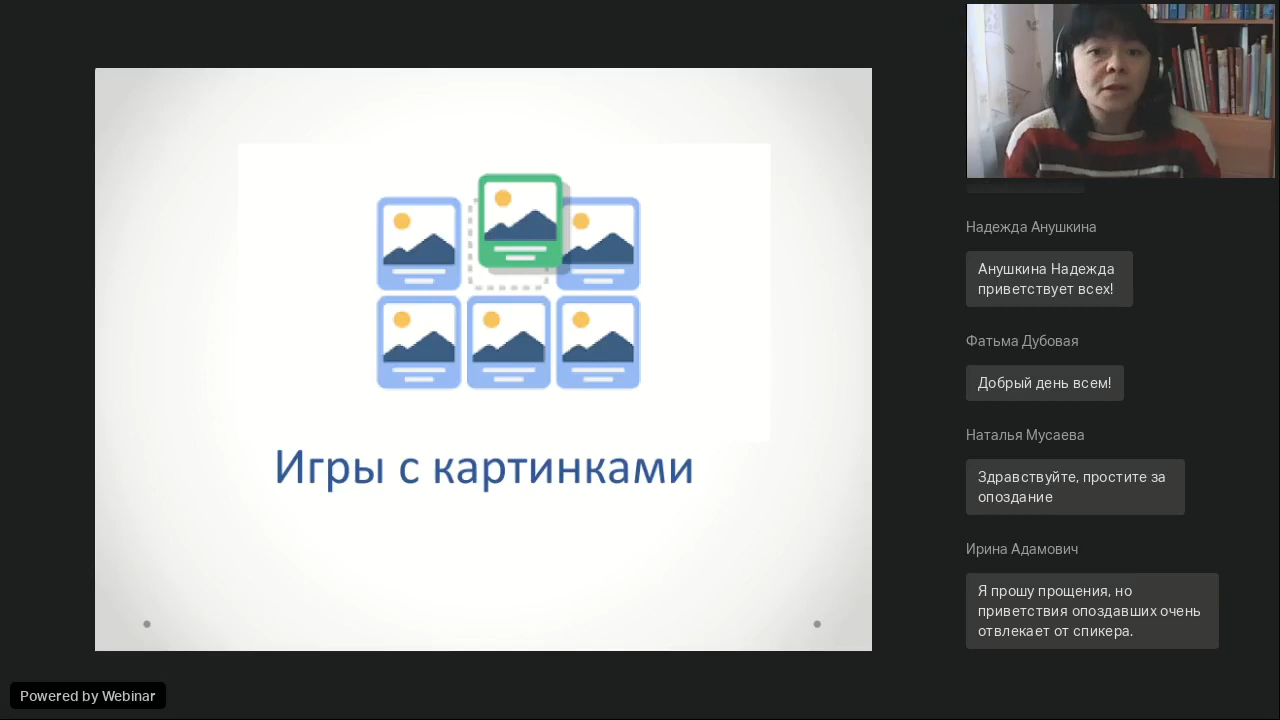 Игры с картинками
Надежда Анушкина
Анушкина Надежда
приветствует всех!
Фатьма Дубовая
Добрый день всем!
Наталья Мусаева
Здравствуйте, простите за
опоздание
Ирина Адамович
Я прошу прощения, но
приветствия опоздавших очень
отвлекает от спикера.
Powered by Webinar